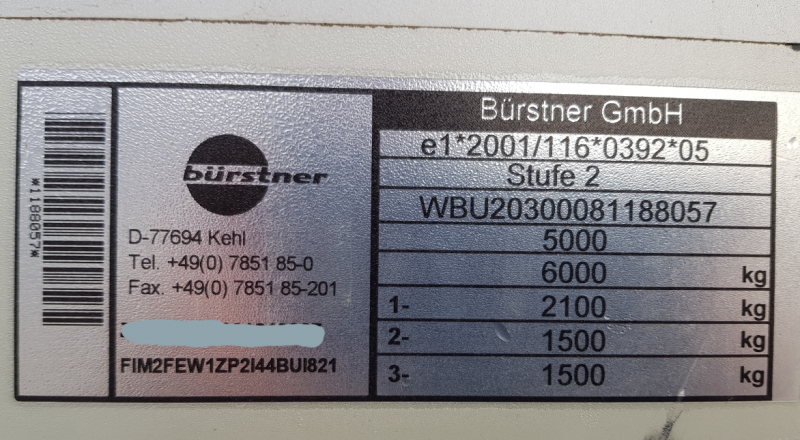 *1188057*
bürstner
D-77694 Kehl
Tel. +49(0) 7851 85-0
Fax. +49(0) 7851 85-201
FIM2FEW1ZP2I44BUI821
Bürstner GmbH
e1*2001/116*0392*05
Stufe 2
WBU20300081188057
5000
6000 kg
1- 2100 kg
2- 1500 kg
3- 1500 kg